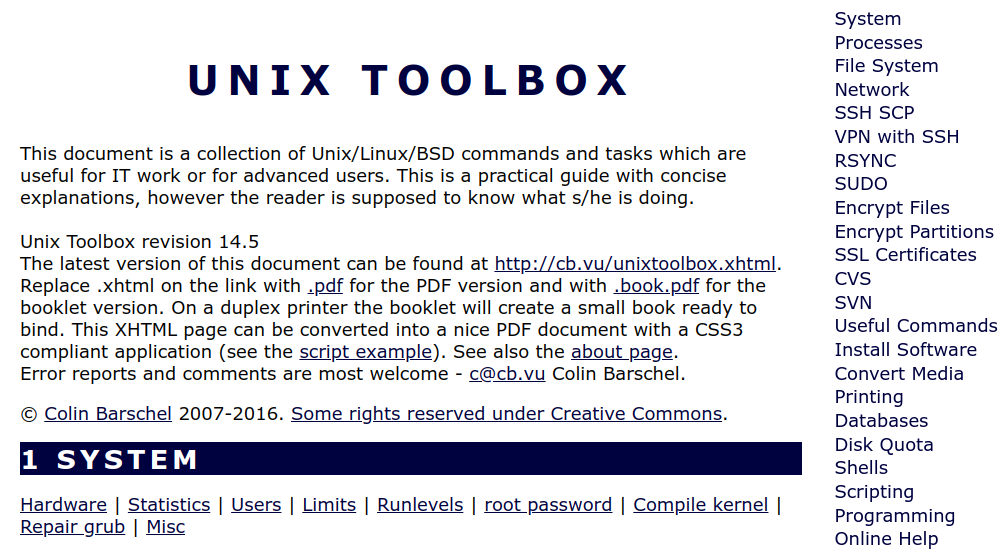 UNIX TOOLBOX
This document is a collection of Unix/Linux/BSD commands and tasks which are
useful for IT work or for advanced users. This is a practical guide with concise
explanations, however the reader is supposed to know what s/he is doing.
Unix Toolbox revision 14.5
The latest version of this document can be found at http://cb.vu/unixtoolbox.xhtml.
Replace .xhtml on the link with .pdf for the PDF version and with .book.pdf for the
booklet version. On a duplex printer the booklet will create a small book ready to
bind. This XHTML page can be converted into a nice PDF document with a CSS3
compliant application (see the script example). See also the about page.
Error reports and comments are most welcome - c@cb.vu Colin Barschel.
© Colin Barschel 2007-2016. Some rights reserved under Creative Commons.
1 SYSTEM
Hardware | Statistics | Users | Limits | Runlevels | root password | Compile kernel |
Repair grub | Misc
System
Processes
File System
Network
SSH SCP
VPN with SSH
RSYNC
SUDO
Encrypt Files
Encrypt Partitions
SSL Certificates
CVS
SVN
Useful Commands
Install Software
Convert Media
Printing
Databases
Disk Quota
Shells
Scripting
Programming
Online Help